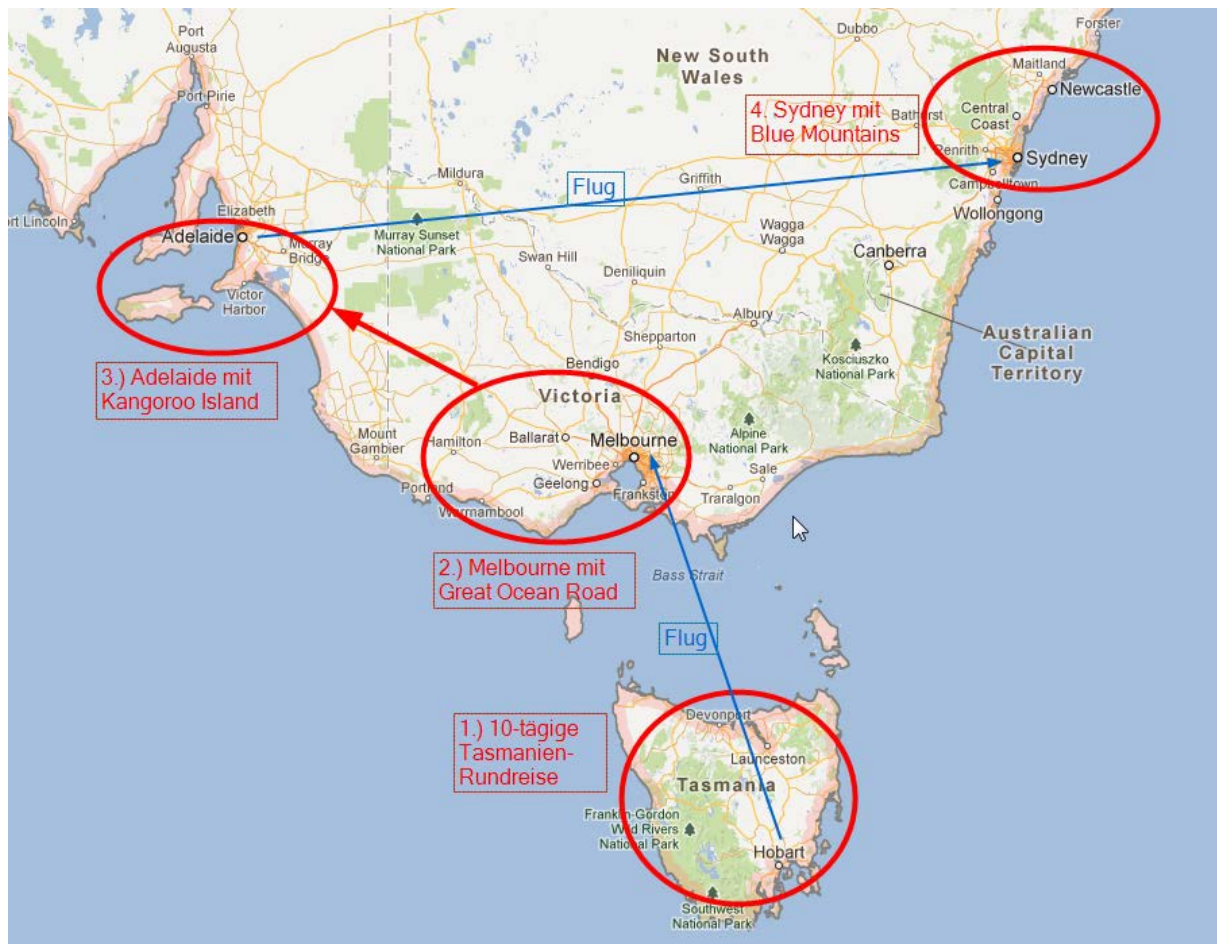 Port
Augusta
Port Pirie
Port Lincoln
Elizabeth
Adelaide
Murray
Bridge
Victor
Harbor
3.) Adelaide mit
Kangoroo Island
Mildura
Murray Sunset
National Park
Swan Hill
Flug
Griffith
Deniliquin
Wagga
Wagga
Albury
Shepparton
Bendigo
Victoria
New South
Wales
Dubbo
Forster
Maitland
Newcastle
4. Sydney mit
Blue Mountains
Bathurst
Central
Coast
Penrith
Sydney
Campbelltown
Wollongong
Canberra
Australian
Capital
Territory
Kosciuszko
National Park
Mount
Gambier
Hamilton
Ballarat
Melbourne
Werribee
Geelong
Frankston
Portland
Warrnambool
Alpine
National Park
Sale
Traralgon
2.) Melbourne mit
Great Ocean Road
Bass Strait
Flug
1.) 10-tägige
Tasmanien-
Rundreise
Devonport
Launceston
Tasmania
Franklin-Gordon
Wild Rivers
National Park
Hobart
Southwest
National Park